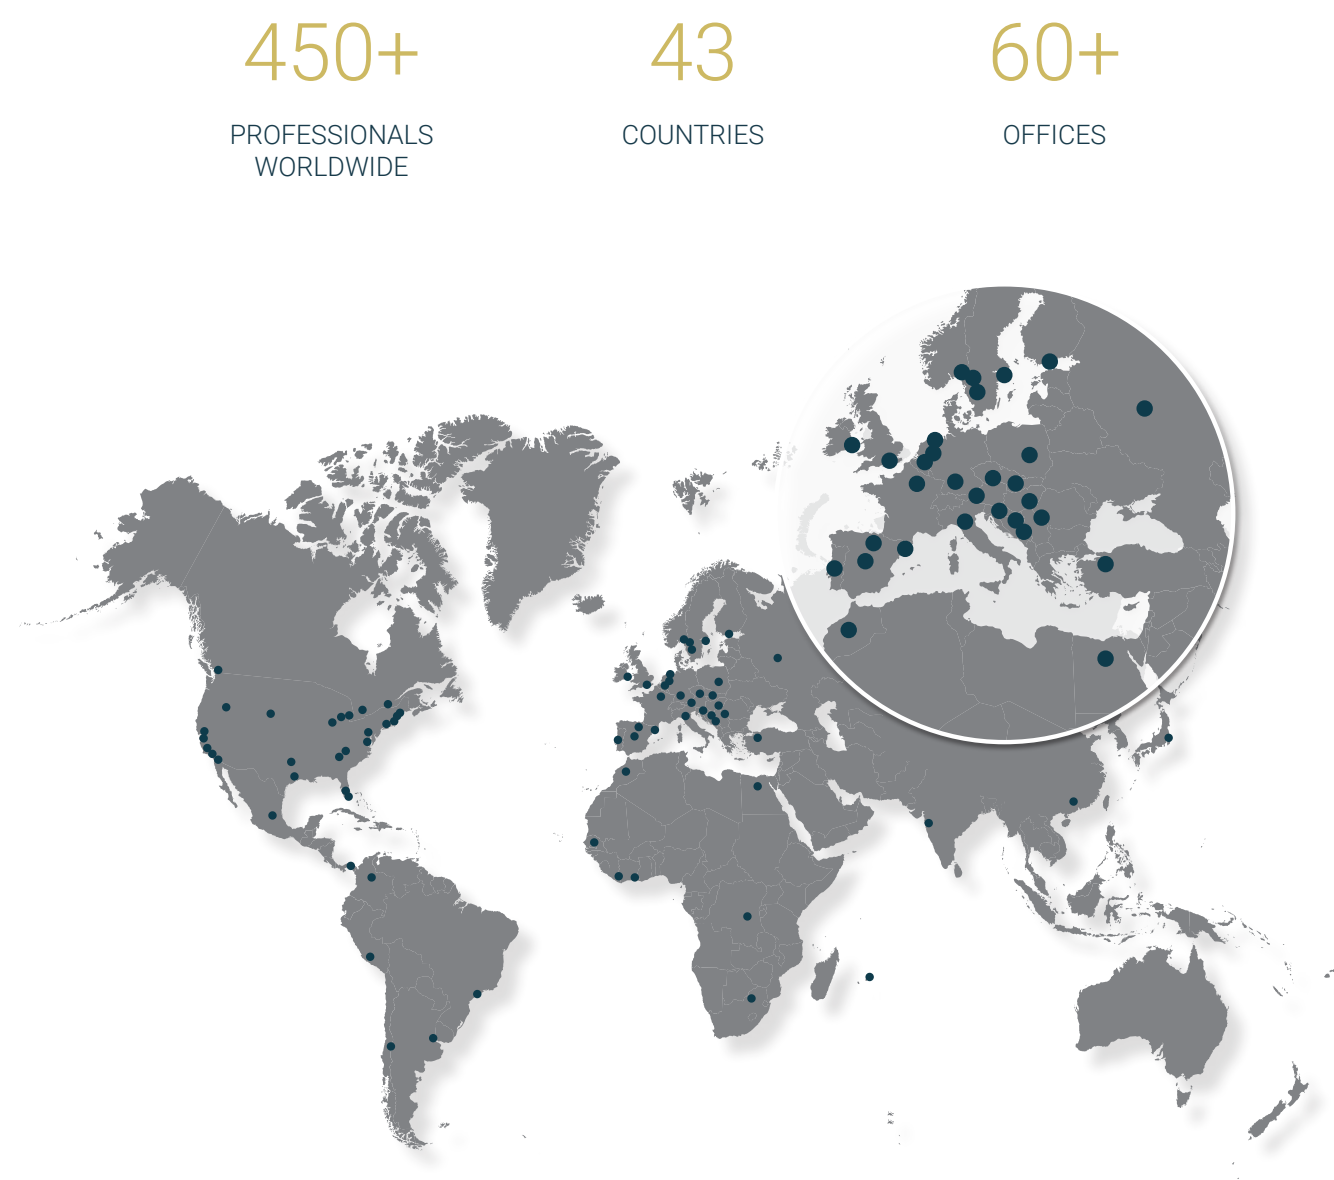 450+
PROFESSIONALS
WORLDWIDE
43
COUNTRIES
60+
OFFICES